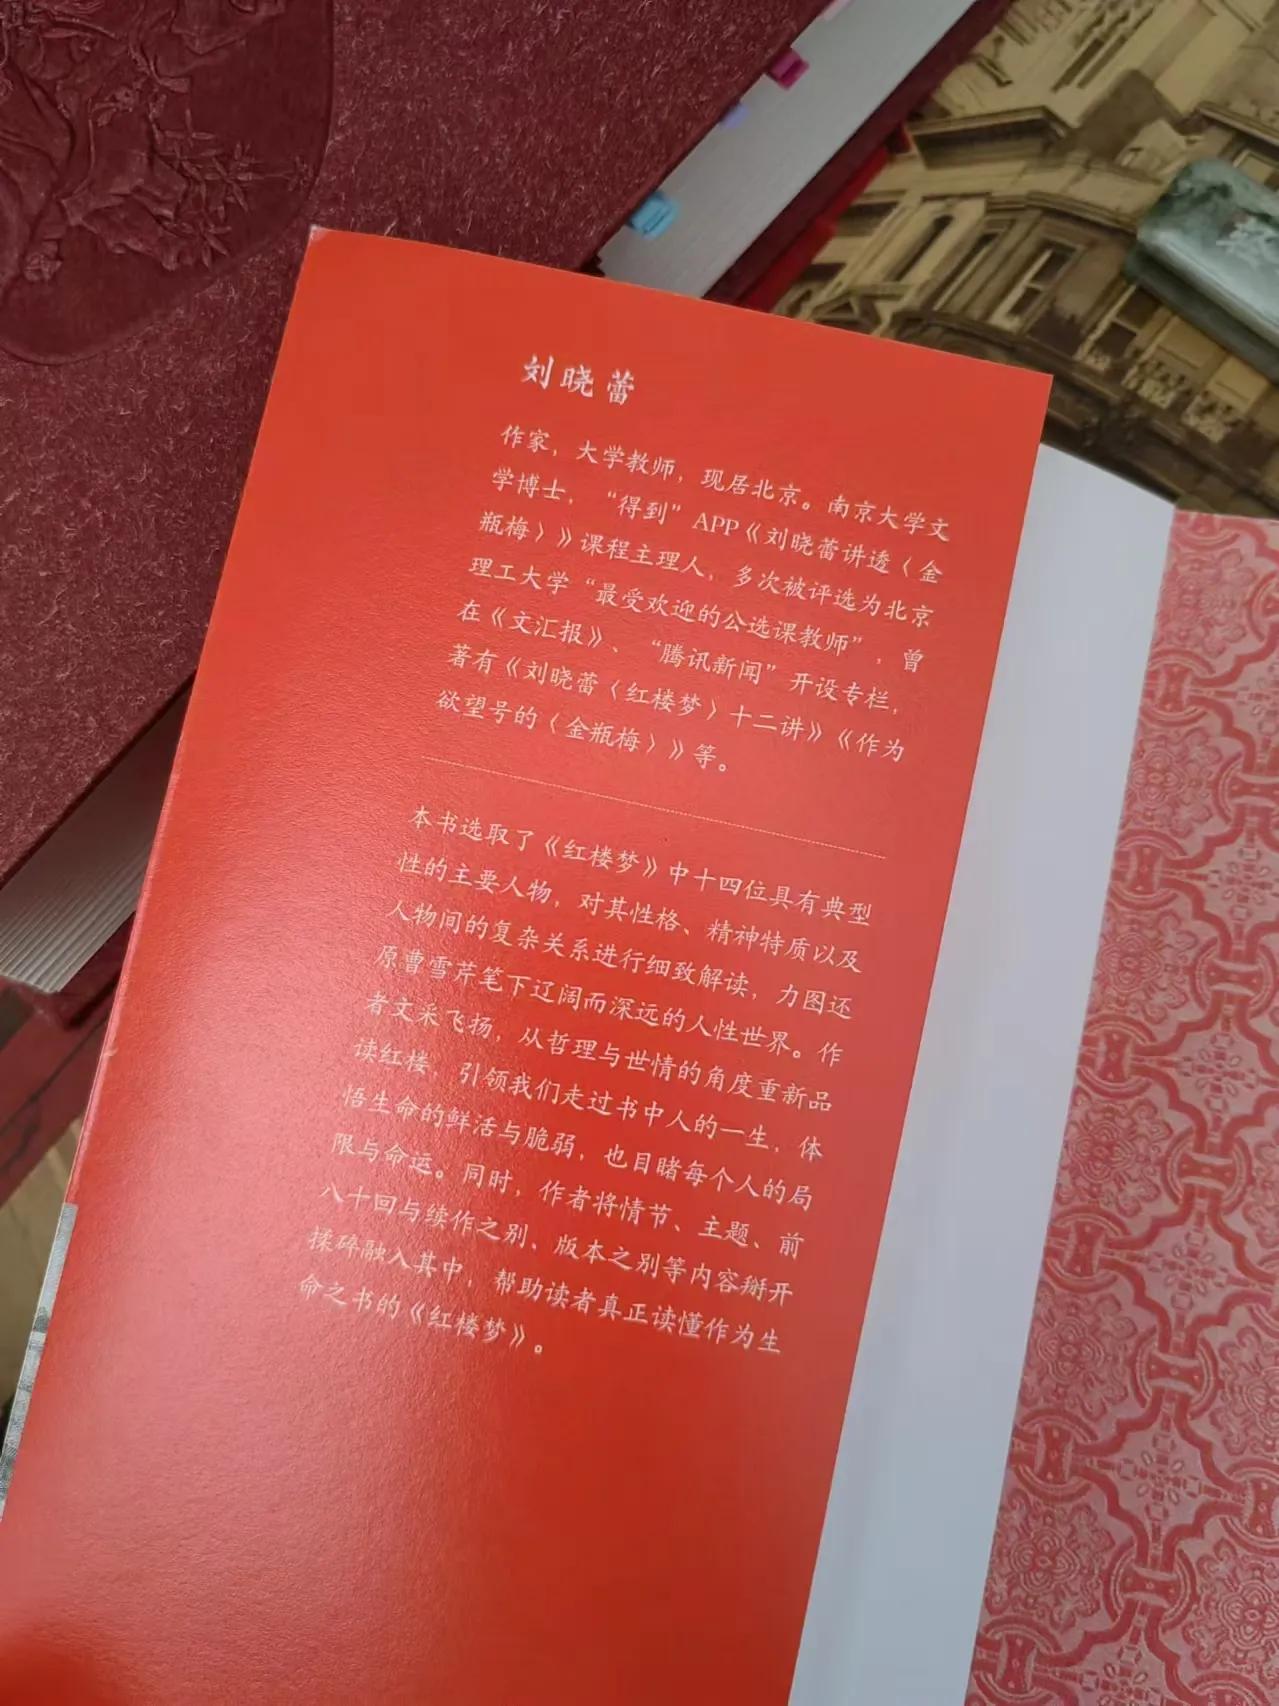 刘晓蕾
作家，大学教师，现居北京。南京大学文
学博士，“得到”APP《刘晓蕾讲透〈金
瓶梅〉》课程主理人，多次被评选为北京
理工大学“最受欢迎的公选课教师”，曾
在《文汇报》、“腾讯新闻”开设专栏，
著有《刘晓蕾〈红楼梦〉十二讲》《作为
欲望号的〈金瓶梅〉》等。
本书选取了《红楼梦》中十四位具有典型
性的主要人物，对其性格、精神特质以及
人物间的复杂关系进行细致解读，力图还
原曹雪芹笔下辽阔而深远的人性世界。作
者文采飞扬，从哲理与世情的角度重新品
读红楼，引领我们走过书中人的一生，体
悟生命的鲜活与脆弱，也目睹每个人的局
限与命运。同时，作者将情节、主题、前
八十回与续作之别、版本之别等内容掰开
揉碎融入其中，帮助读者真正读懂作为生
命之书的《红楼梦》。